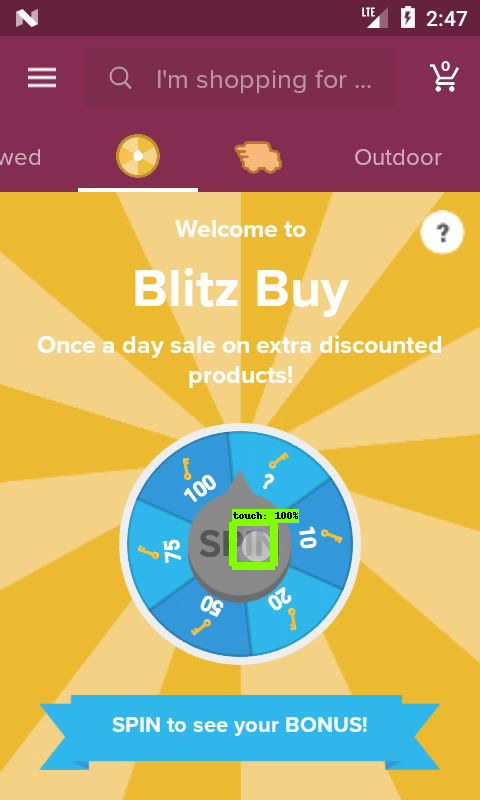 LTE 2:47
I'm shopping for ...
0
wed
Outdoor
Welcome to
?
Blitz Buy
Once a day sale on extra discounted
products!
100
?
touch: 100%
SPIN
75
10
50
20
SPIN to see your BONUS!